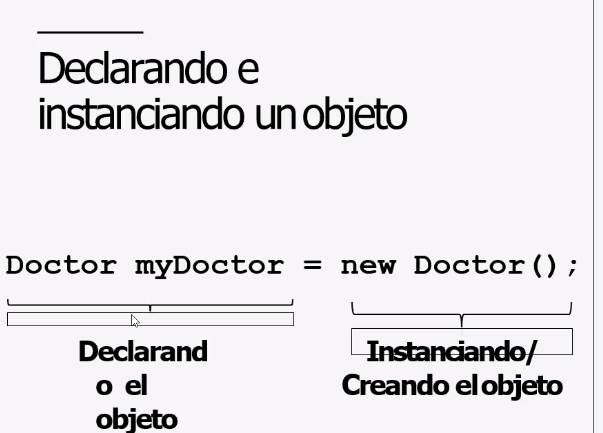 Declarando e
instanciando un objeto
Doctor myDoctor = new Doctor();
Declarand
o el
objeto
Instanciando/
Creando el objeto